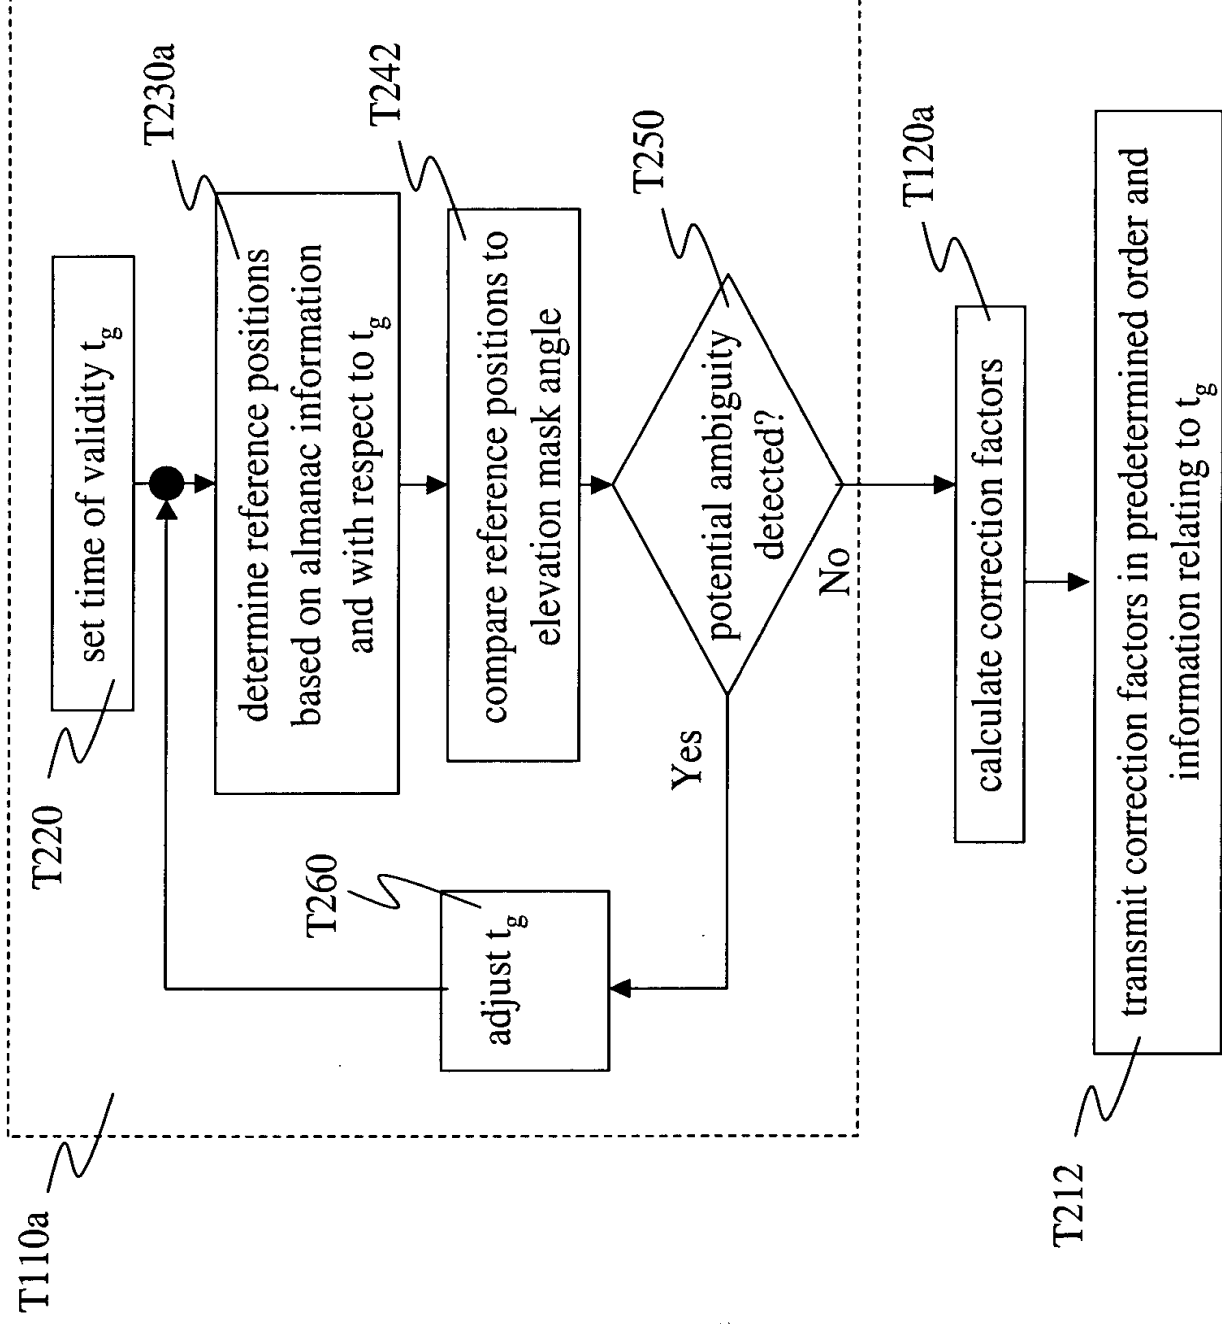 T110a
T220
set time of validity t_g
T230a
determine reference positions
based on almanac information
and with respect to t_g
T242
compare reference positions to
elevation mask angle
T250
potential ambiguity
detected?
Yes
No
T260
adjust t_g
T120a
calculate correction factors
T212
transmit correction factors in predetermined order and
information relating to t_g